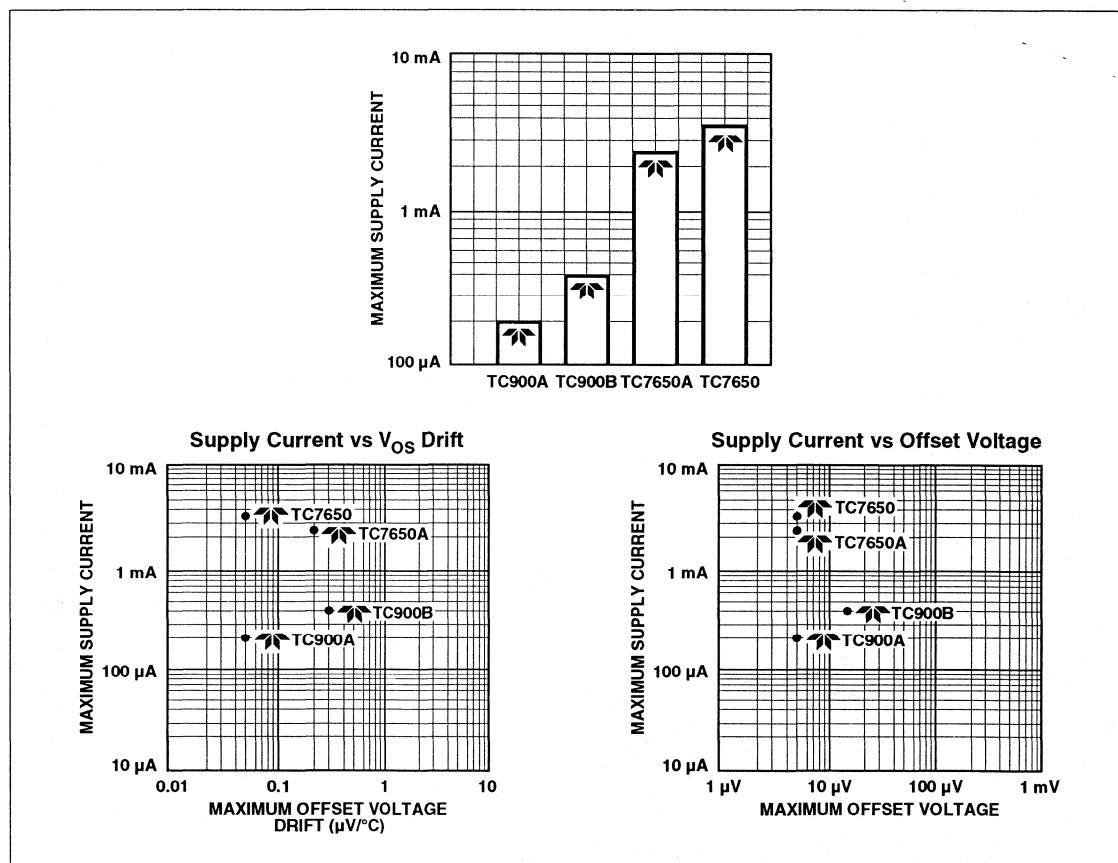 10 mA
MAXIMUM SUPPLY CURRENT
1 mA
100 µA
TC900A TC900B TC7650A TC7650
Supply Current vs VOS Drift
10 mA
MAXIMUM SUPPLY CURRENT
1 mA
100 µA
10 µA
TC7650
TC7650A
TC900B
TC900A
0.01 0.1 1 10
MAXIMUM OFFSET VOLTAGE
DRIFT (µV/°C)
Supply Current vs Offset Voltage
10 mA
MAXIMUM SUPPLY CURRENT
1 mA
100 µA
10 µA
TC7650
TC7650A
TC900B
TC900A
1 µV 10 µV 100 µV 1 mV
MAXIMUM OFFSET VOLTAGE